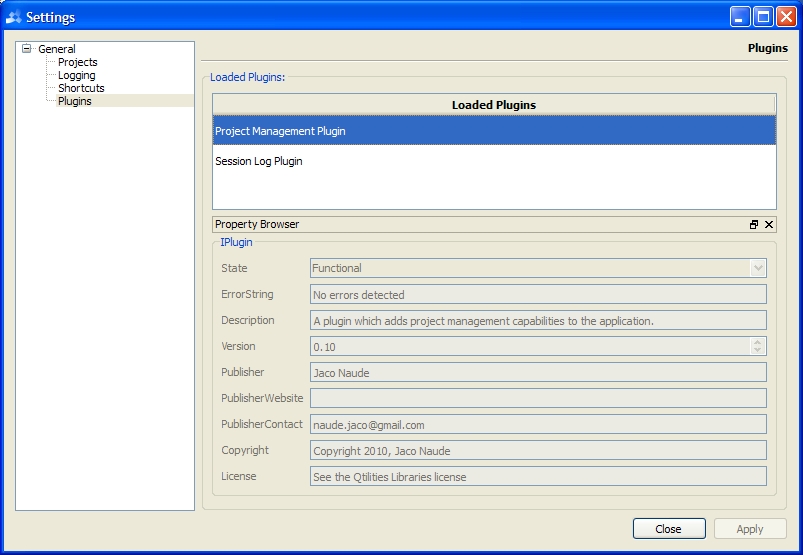 Settings
General
Projects
Logging
Shortcuts
Plugins
Plugins
Loaded Plugins:
Loaded Plugins
Project Management Plugin
Session Log Plugin
Property Browser
IPlugin
State Functional
ErrorString No errors detected
Description A plugin which adds project management capabilities to the application.
Version 0.10
Publisher Jaco Naude
PublisherWebsite
PublisherContact naude.jaco@gmail.com
Copyright Copyright 2010, Jaco Naude
License See the Qtilities Libraries license
Close Apply